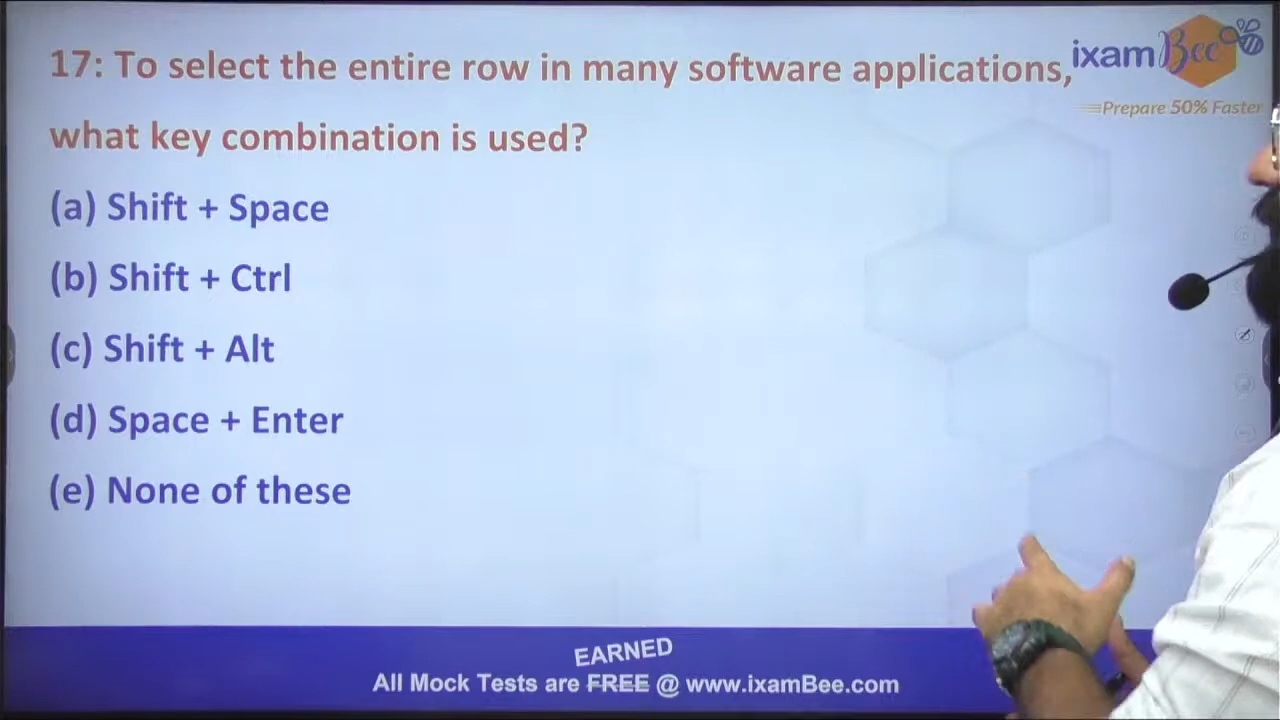 17: To select the entire row in many software applications,
what key combination is used?
(a) Shift + Space
(b) Shift + Ctrl
(c) Shift + Alt
(d) Space + Enter
(e) None of these
ixamBee
Prepare 50% Faster
EARNED
All Mock Tests are FREE @ www.ixamBee.com